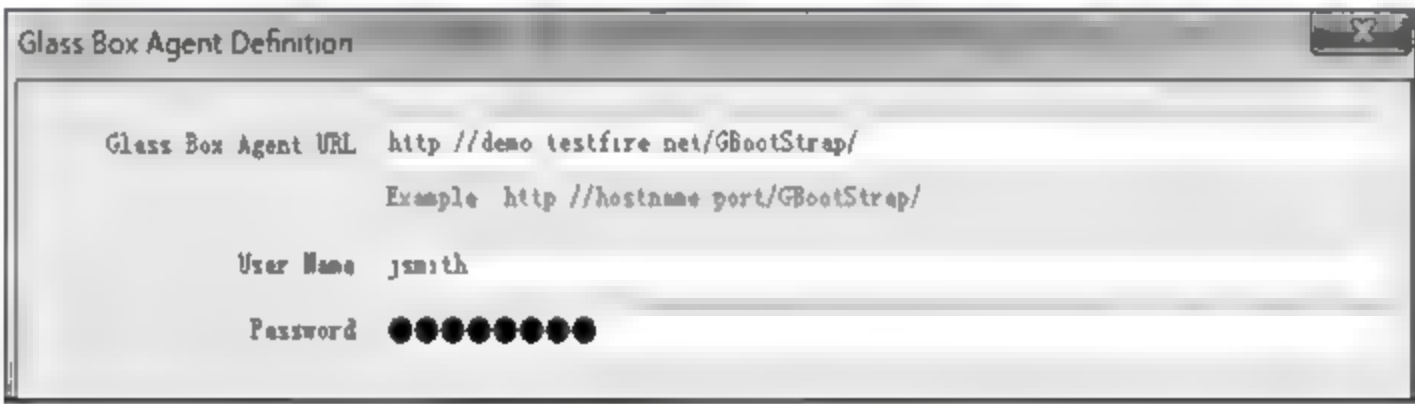 Glass Box Agent Definition
Glass Box Agent URL http //demo testfire net/GBootStrap/
Example http //hostname port/GBootStrap/
User Name jsmith
Password ●●●●●●●●